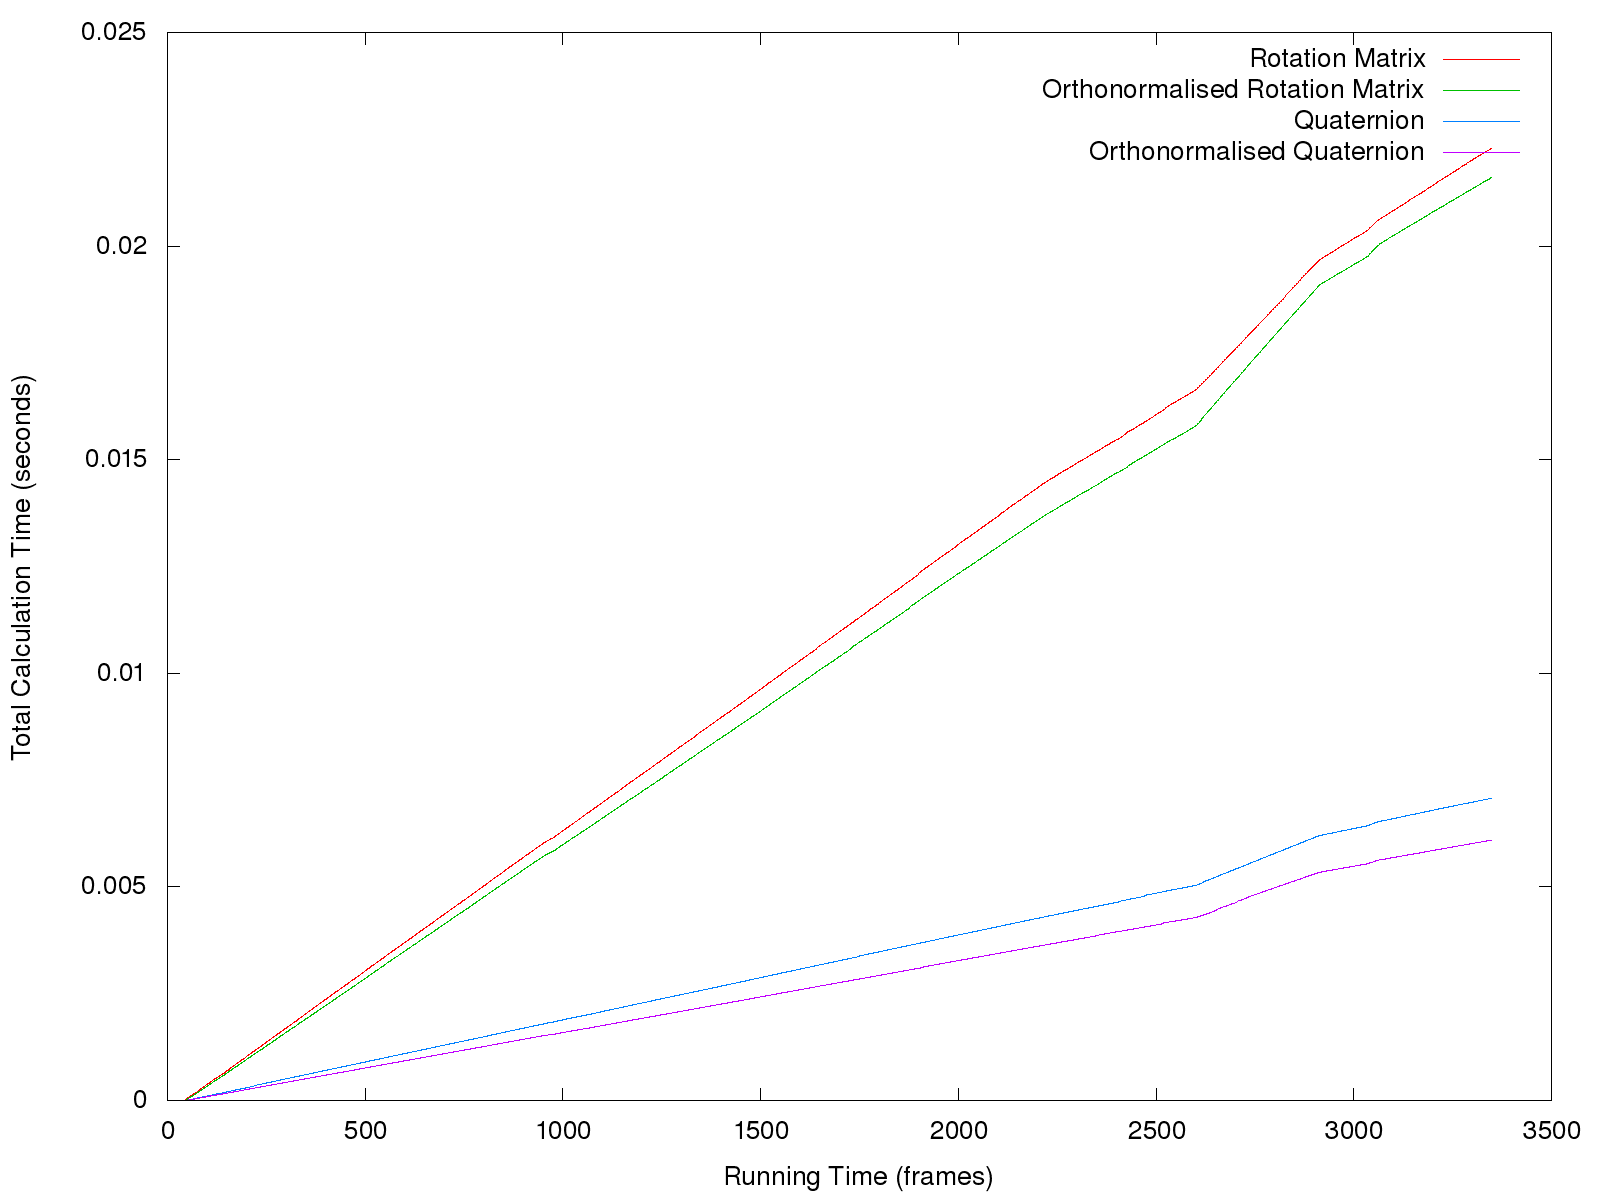 0.025
0.02
0.015
0.01
0.005
0
Total Calculation Time (seconds)
Rotation Matrix
Orthonormalised Rotation Matrix
Quaternion
Orthonormalised Quaternion
0 500 1000 1500 2000 2500 3000 3500
Running Time (frames)